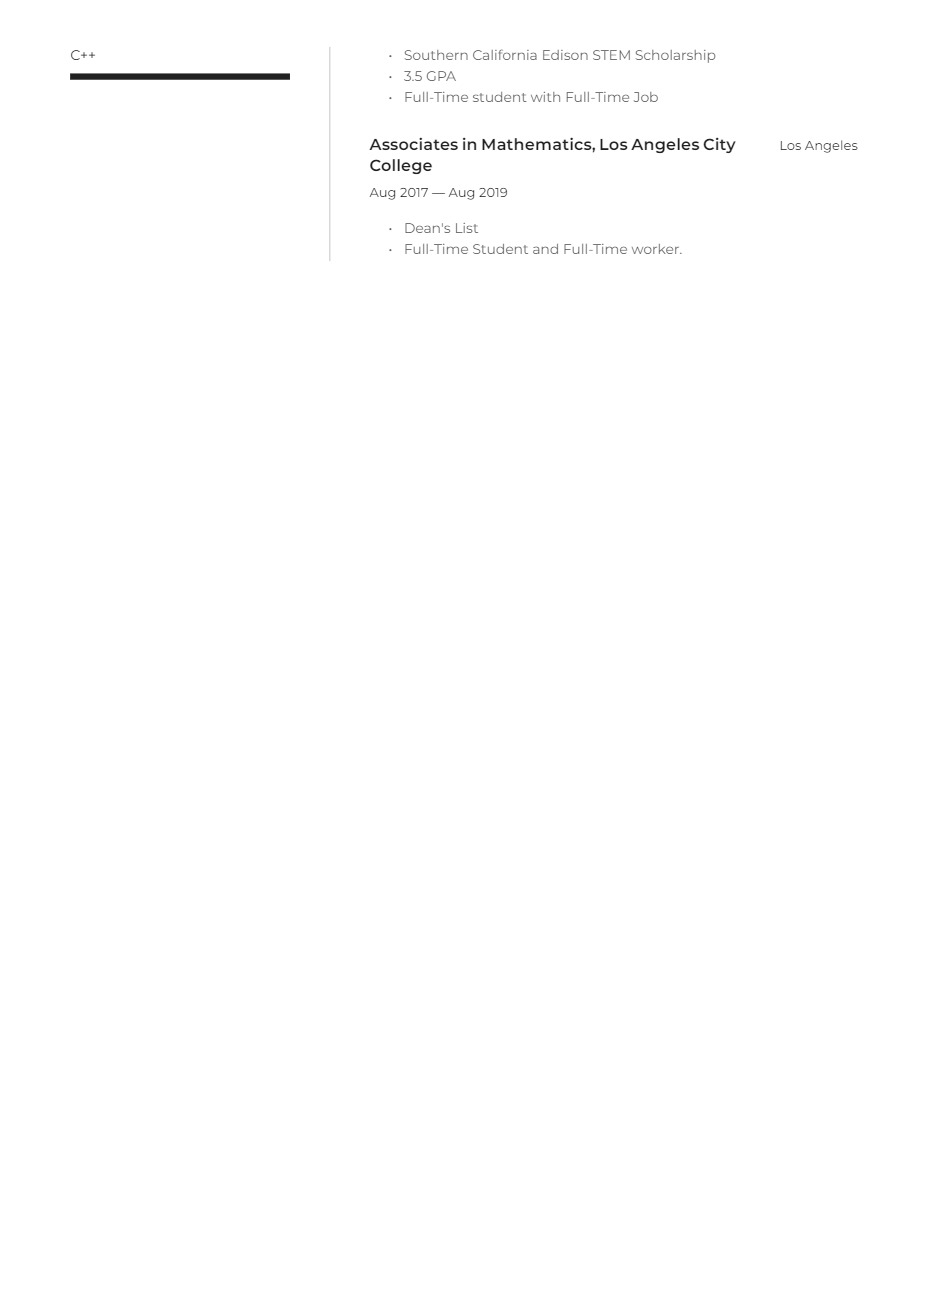 C++
• Southern California Edison STEM Scholarship
• 3.5 GPA
• Full-Time student with Full-Time Job
Associates in Mathematics, Los Angeles City
College
Los Angeles
Aug 2017 — Aug 2019
• Dean's List
• Full-Time Student and Full-Time worker.